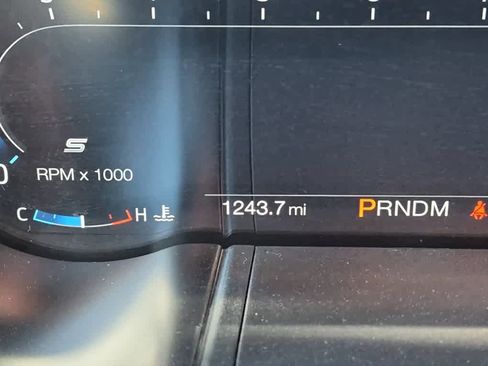 S
RPM x 1000
C H
1243.7 mi PRNDM